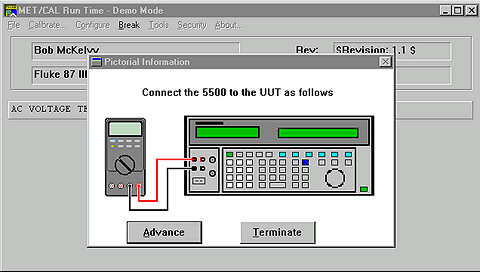 MET/CAL Run Time - Demo Mode
File Calibrate... Configure Break Tools Security... About...
Bob McKelvy Rev: $Revision: 1.1 $
Fluke 87 III
Pictorial Information
AC VOLTAGE TE
Connect the 5500 to the UUT as follows
Advance Terminate